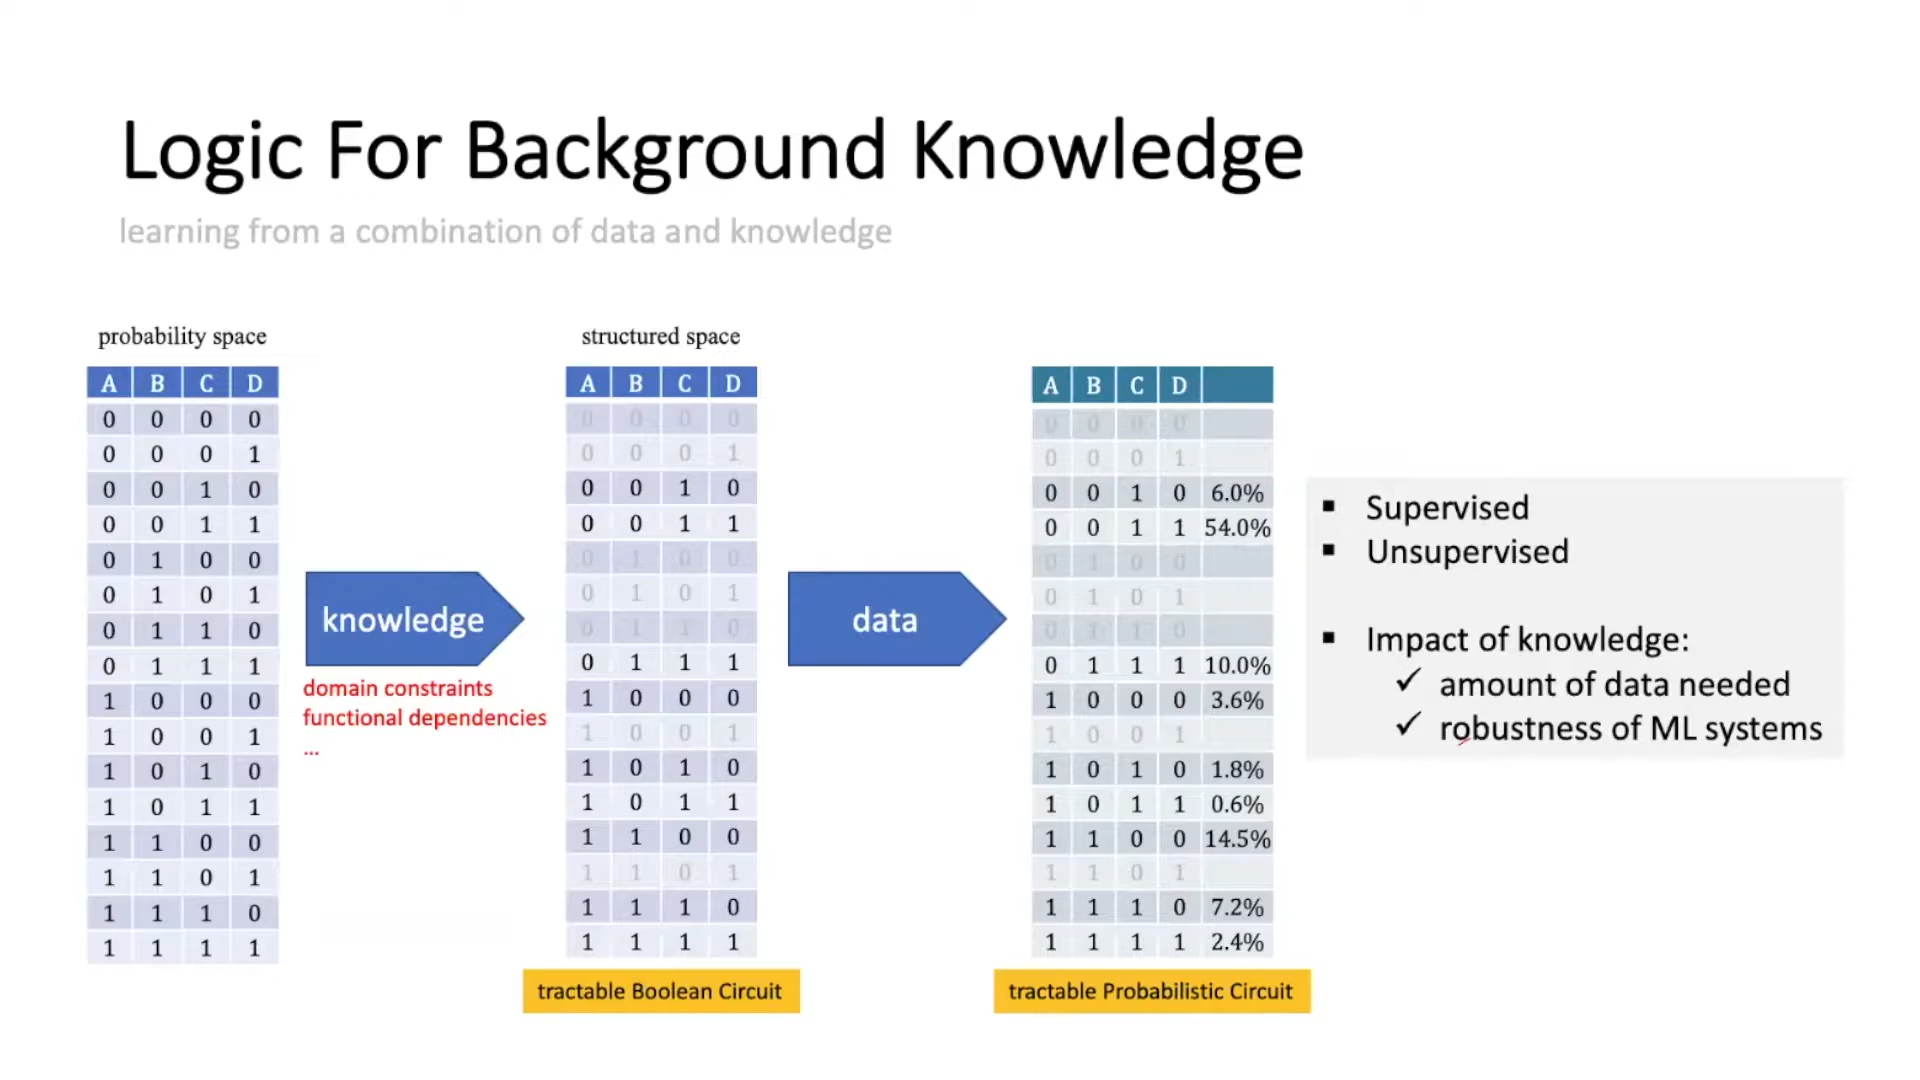 Logic For Background Knowledge
learning from a combination of data and knowledge
probability space
A B C D
0 0 0 0
0 0 0 1
0 0 1 0
0 0 1 1
0 1 0 0
0 1 0 1
0 1 1 0
0 1 1 1
1 0 0 0
1 0 0 1
1 0 1 0
1 0 1 1
1 1 0 0
1 1 0 1
1 1 1 0
1 1 1 1
knowledge
domain constraints
functional dependencies
...
structured space
A B C D
0 0 0 0
0 0 0 1
0 0 1 0
0 0 1 1
0 1 0 0
0 1 0 1
0 1 1 0
0 1 1 1
1 0 0 0
1 0 0 1
1 0 1 0
1 0 1 1
1 1 0 0
1 1 0 1
1 1 1 0
1 1 1 1
tractable Boolean Circuit
data
A B C D
0 0 0 0
0 0 0 1
0 0 1 0 6.0%
0 0 1 1 54.0%
0 1 0 0
0 1 0 1
0 1 1 0
0 1 1 1 10.0%
1 0 0 0 3.6%
1 0 0 1
1 0 1 0 1.8%
1 0 1 1 0.6%
1 1 0 0 14.5%
1 1 0 1
1 1 1 0 7.2%
1 1 1 1 2.4%
tractable Probabilistic Circuit
▪ Supervised
▪ Unsupervised
▪ Impact of knowledge:
✓ amount of data needed
✓ robustness of ML systems